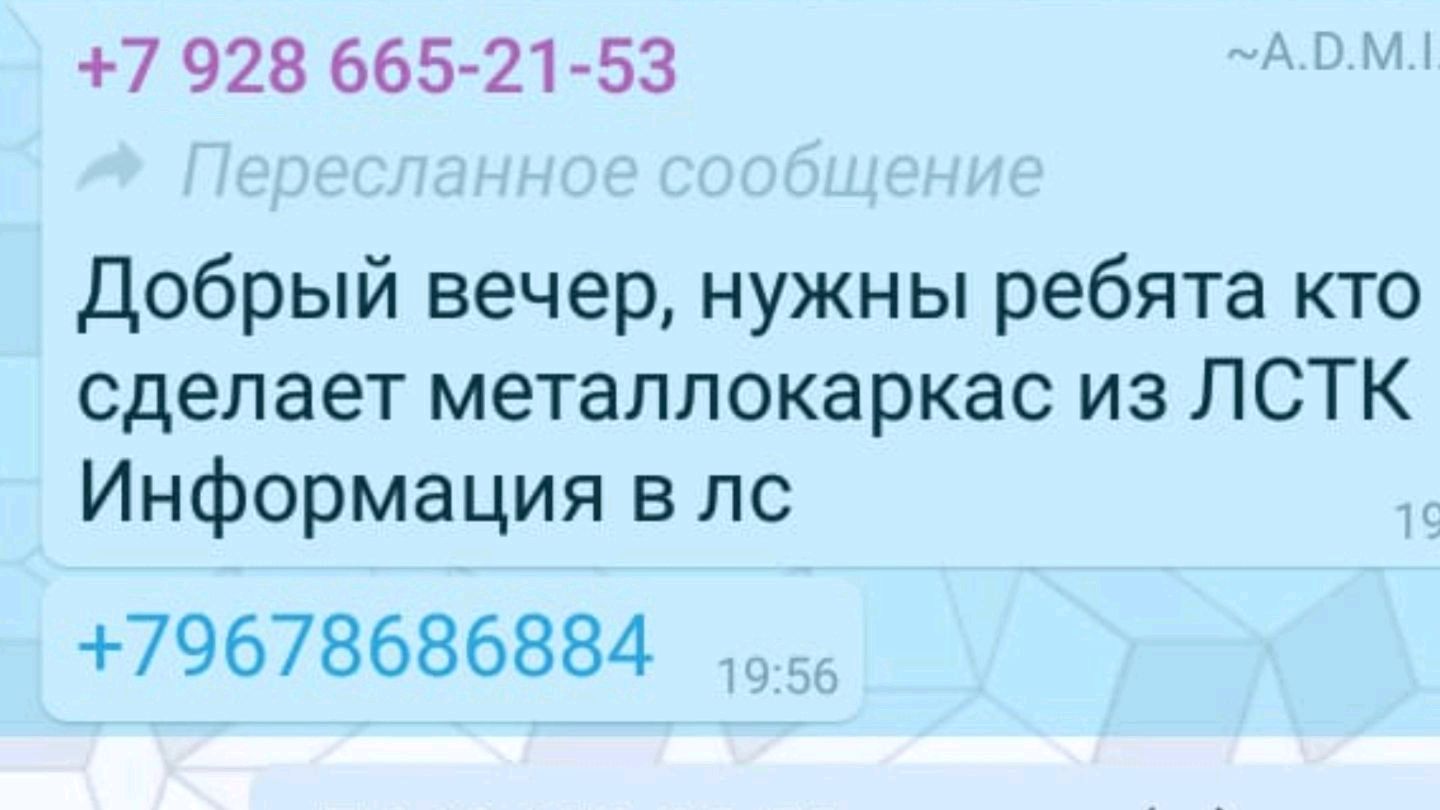 +7 928 665-21-53 ~A.D.M.I.
Пересланное сообщение
Добрый вечер, нужны ребята кто
сделает металлокаркас из ЛСТК
Информация в лс
19
+79678686884 19:56